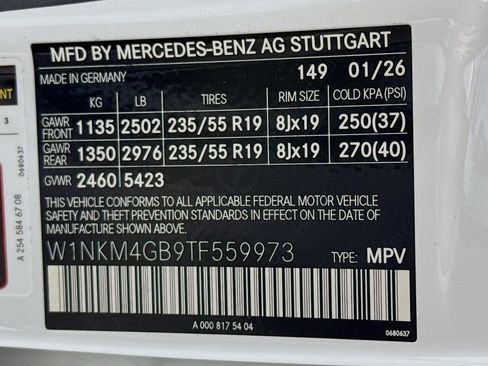 MFD BY MERCEDES-BENZ AG STUTTGART
MADE IN GERMANY 149 01/26
KG LB TIRES RIM SIZE COLD KPA (PSI)
GAWR FRONT 1135 2502 235/55 R19 8Jx19 250(37)
GAWR REAR 1350 2976 235/55 R19 8Jx19 270(40)
GVWR 2460 5423
THIS VEHICLE CONFORMS TO ALL APPLICABLE FEDERAL MOTOR VEHICLE
SAFETY AND THEFT PREVENTION STANDARDS IN EFFECT ON THE DATE OF
MANUFACTURE SHOWN ABOVE.
W1NKM4GB9TF559973 TYPE: MPV
A 000 817 54 04
0680637
A 254 584 67 08
0680637
3